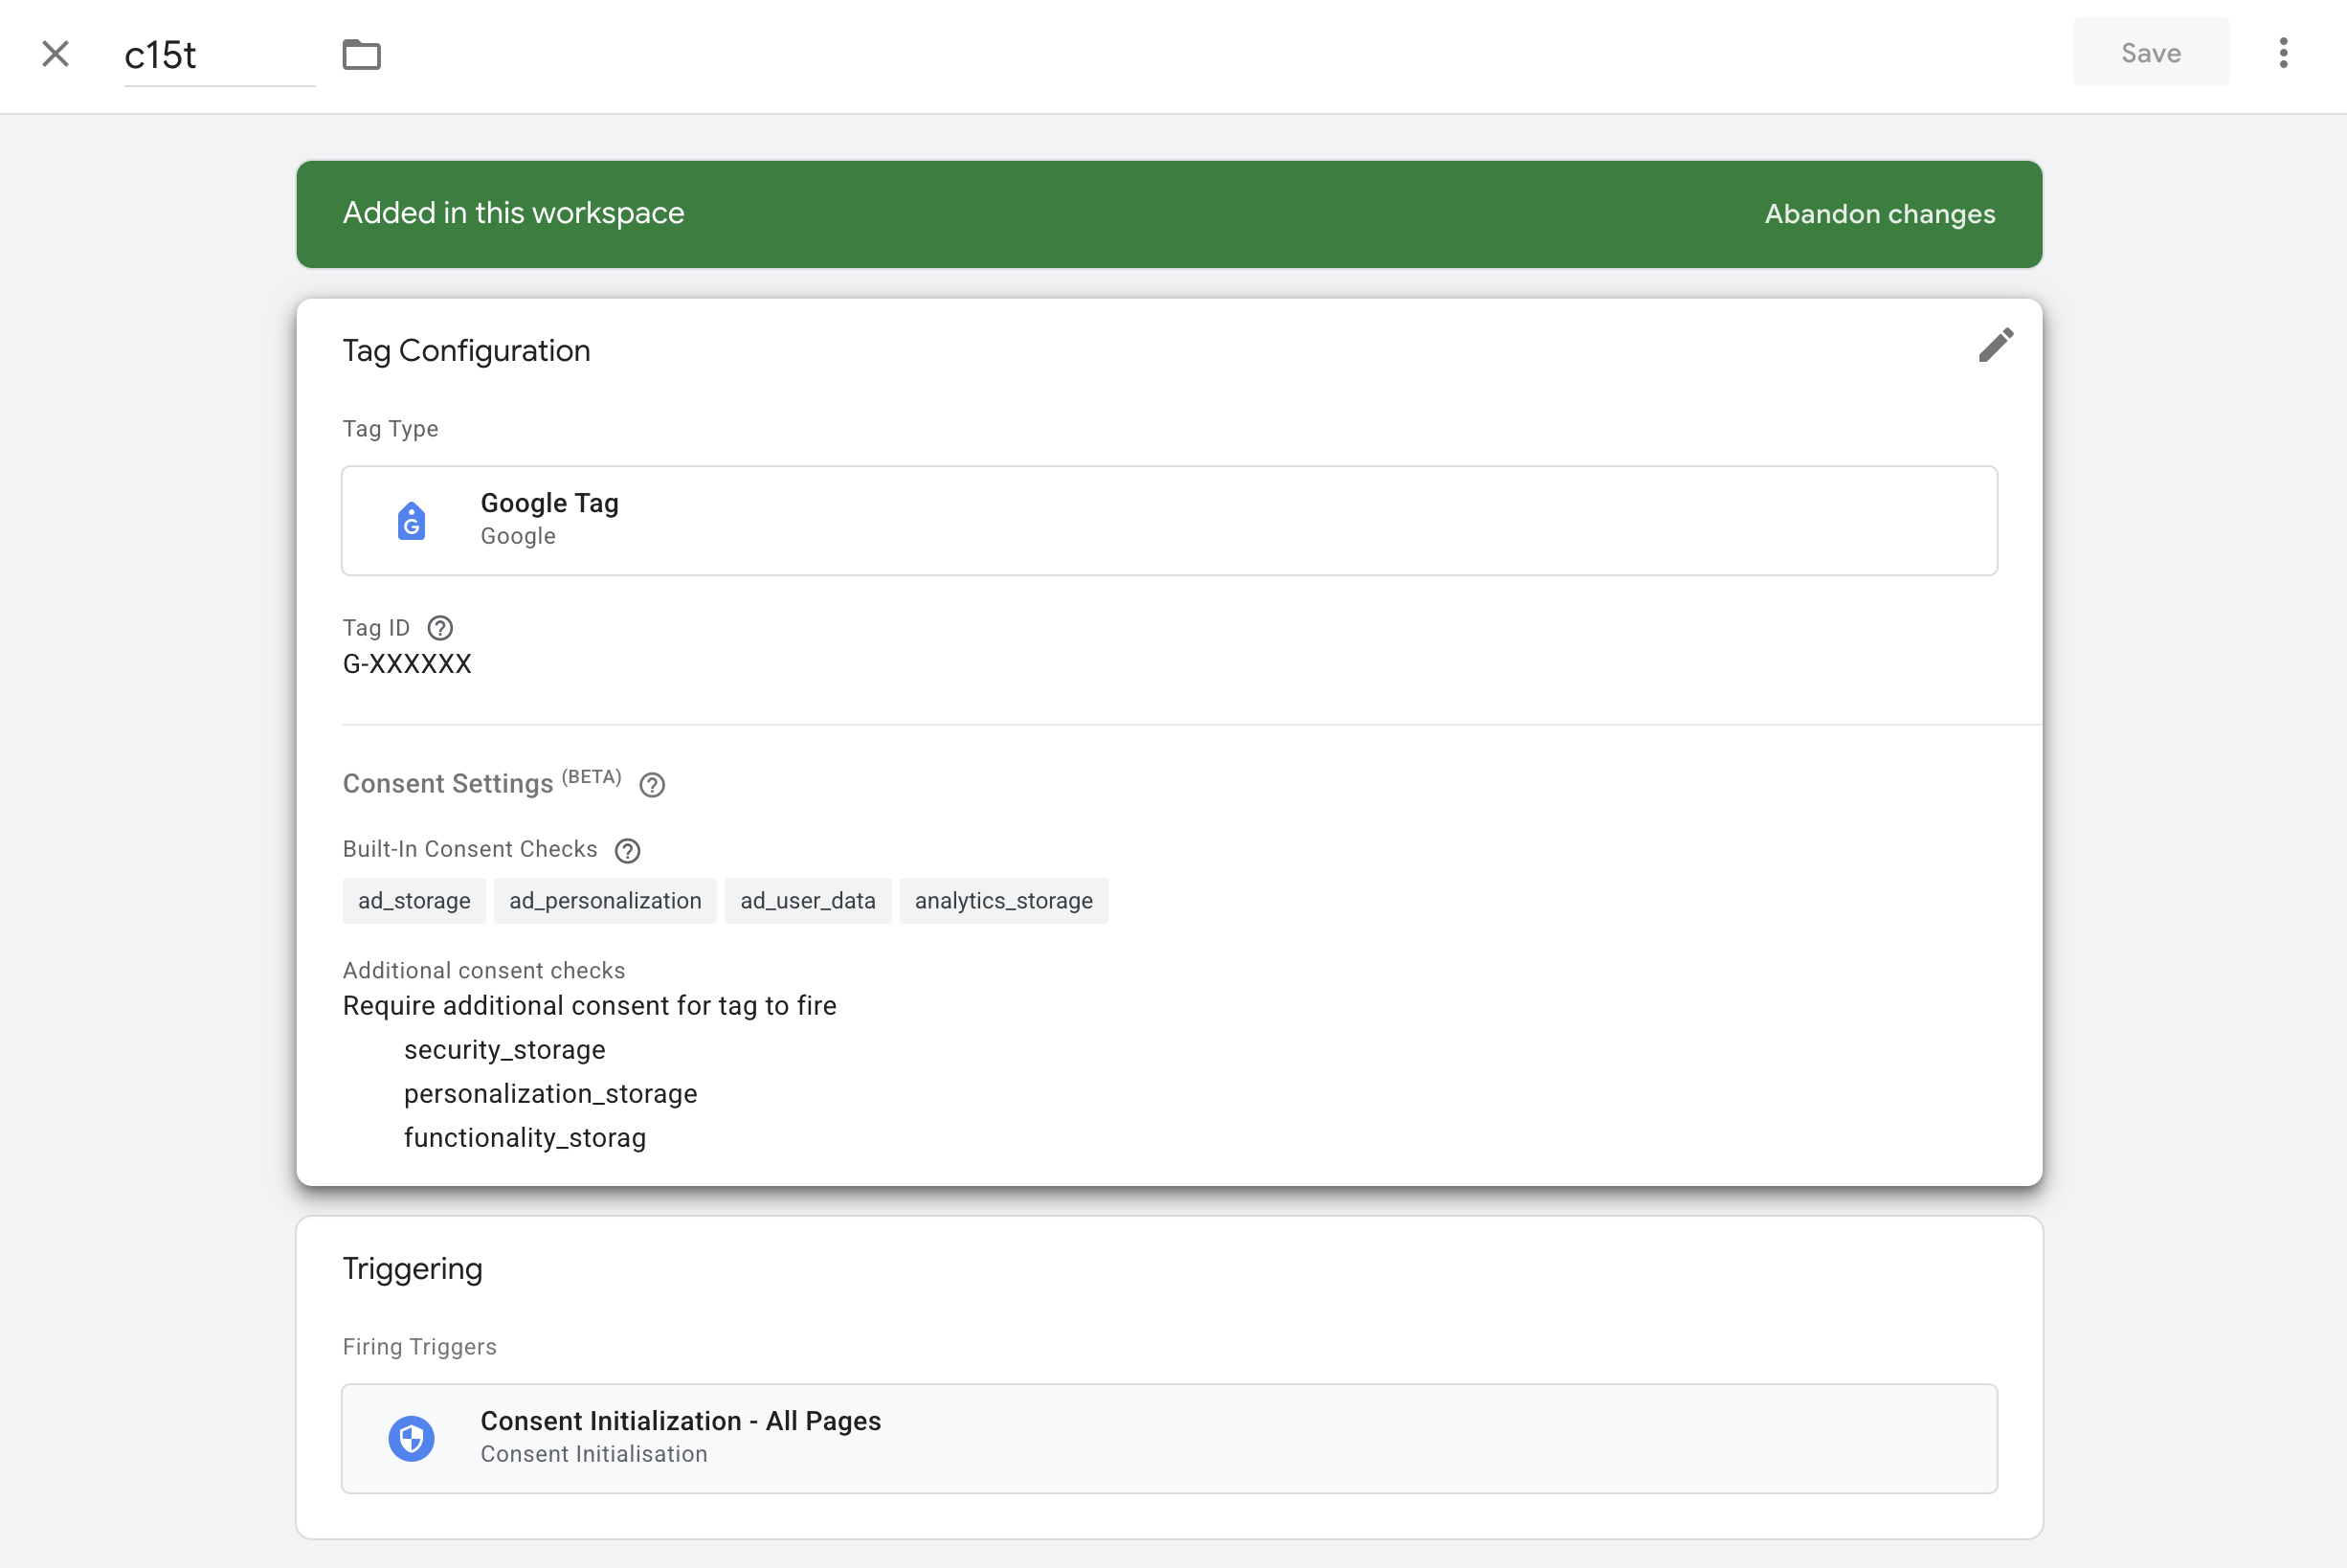 c15t
Save
Added in this workspace
Abandon changes
Tag Configuration
Tag Type
Google Tag
Google
Tag ID
G-XXXXXX
Consent Settings (BETA)
Built-In Consent Checks
ad_storage ad_personalization ad_user_data analytics_storage
Additional consent checks
Require additional consent for tag to fire
security_storage
personalization_storage
functionality_storag
Triggering
Firing Triggers
Consent Initialization - All Pages
Consent Initialisation